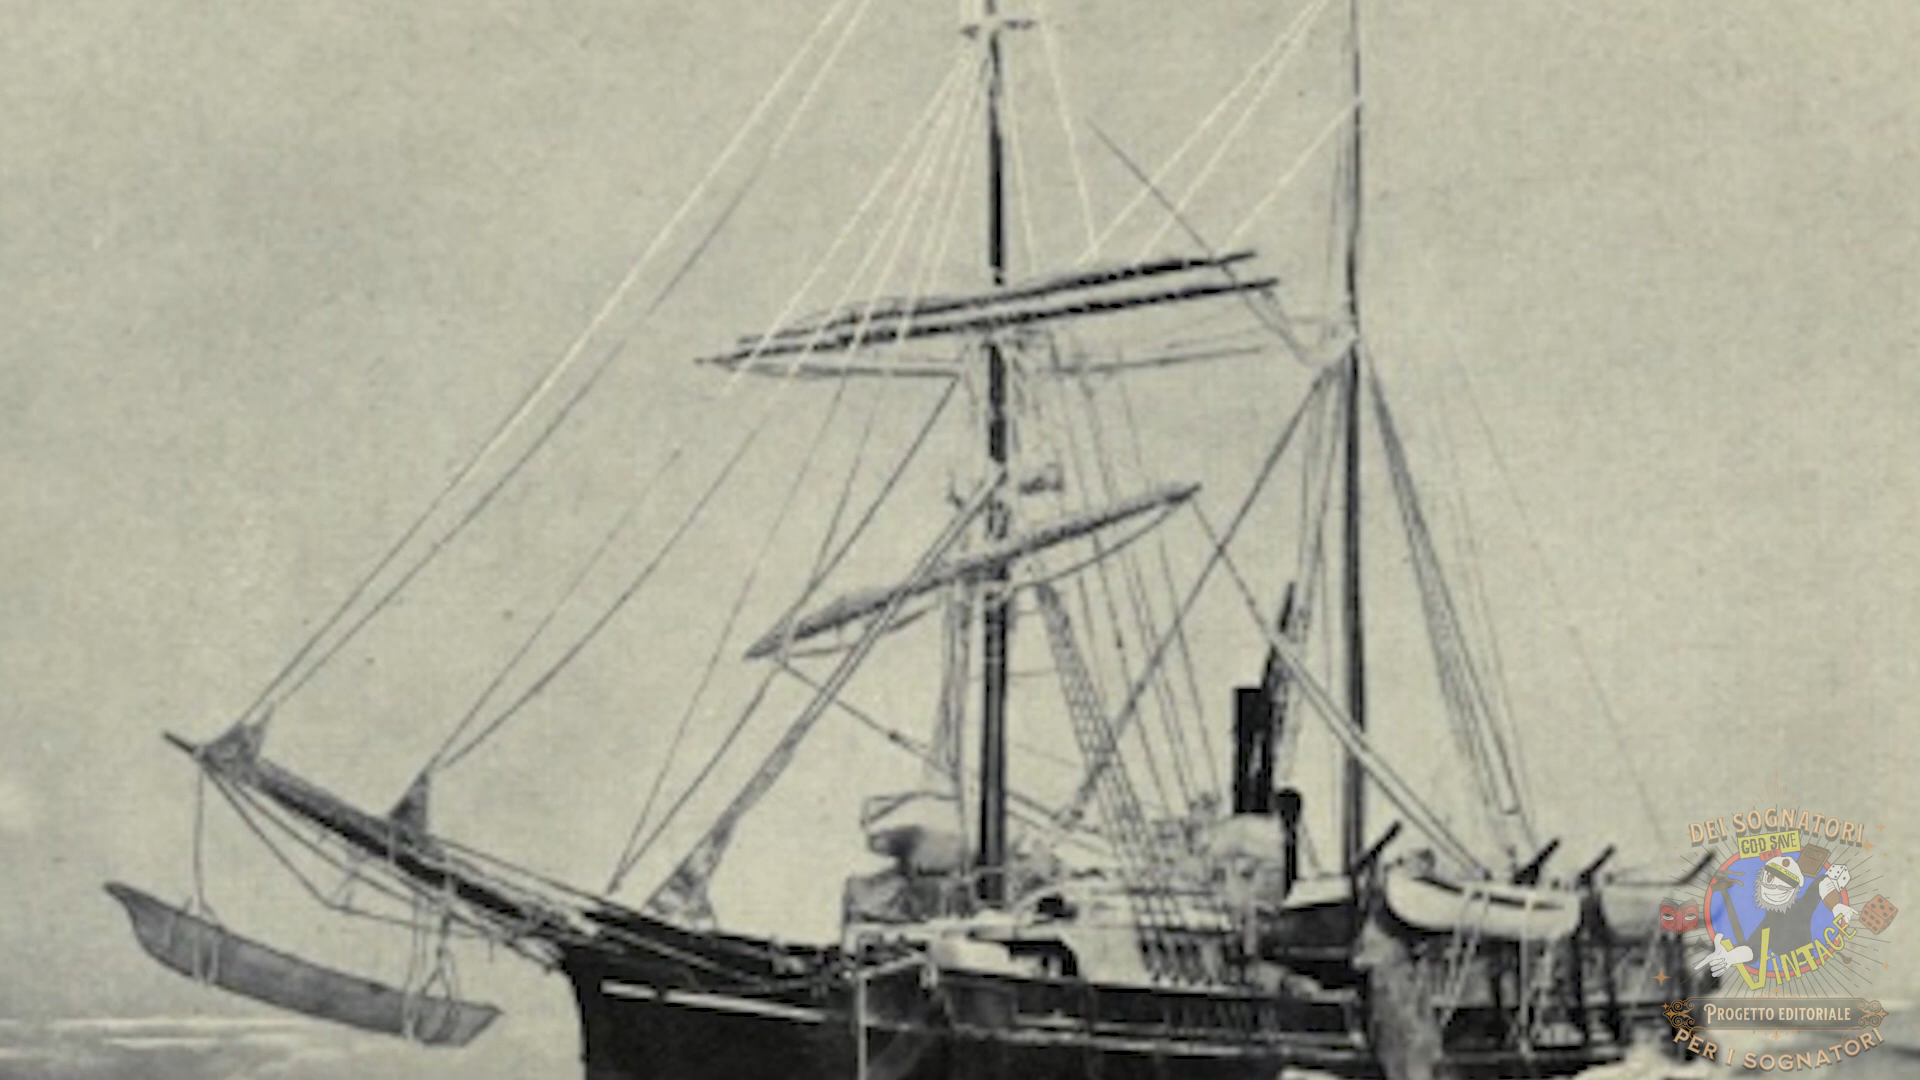 DEI SOGNATORI
GOD SAVE
VINTAGE
PROGETTO EDITORIALE
PER I SOGNATORI